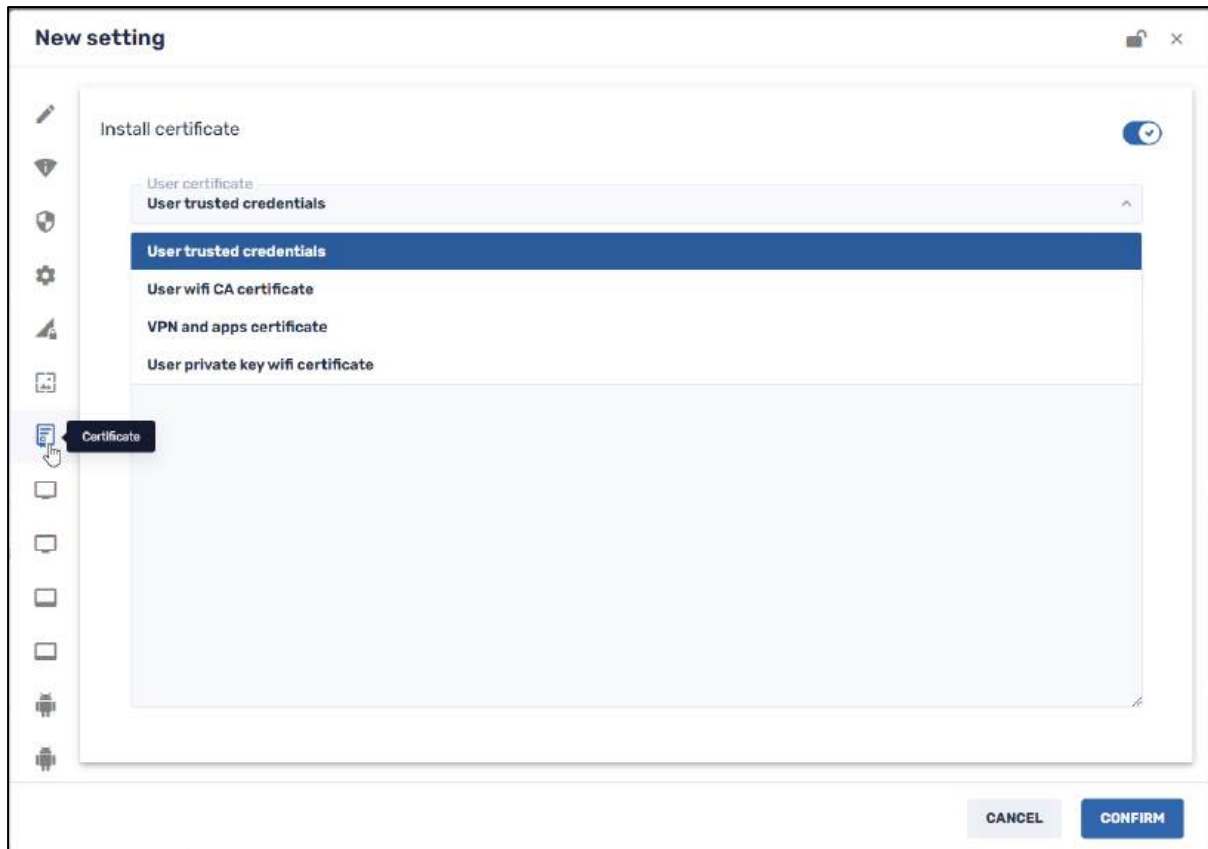 New setting
Install certificate
User certificate
User trusted credentials
User trusted credentials
User wifi CA certificate
VPN and apps certificate
User private key wifi certificate
Certificate
CANCEL
CONFIRM